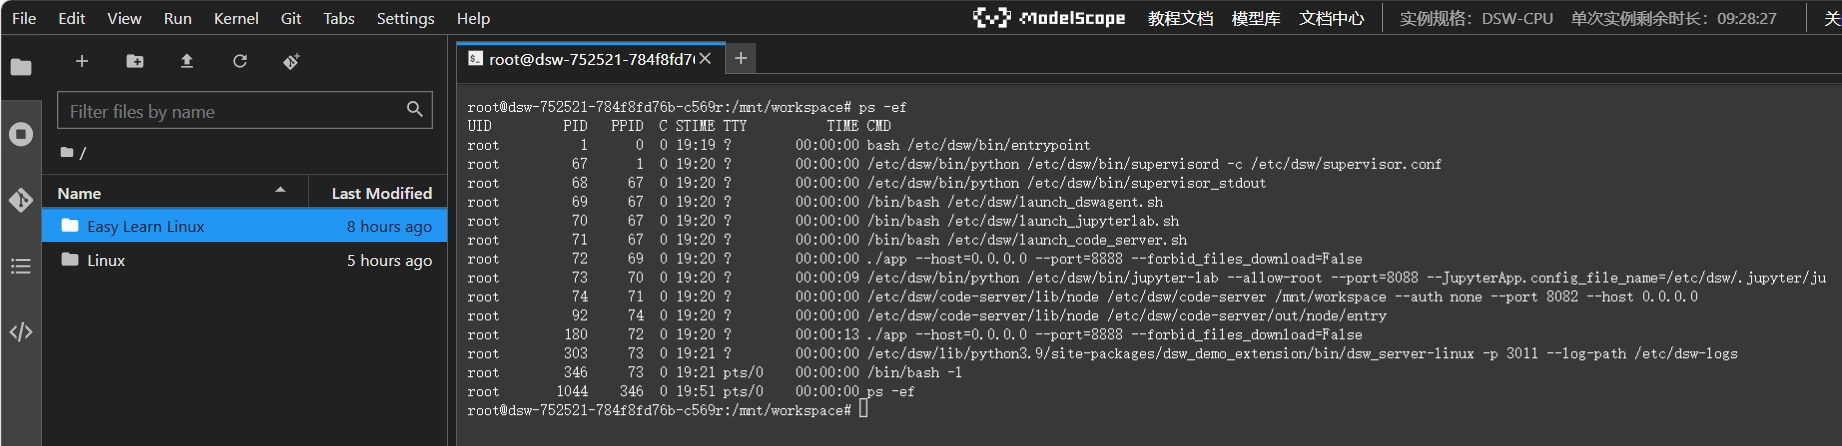 File Edit View Run Kernel Git Tabs Settings Help
ModelScope 教程文档 模型库 文档中心 实例规格：DSW-CPU 单次实例剩余时长：09:28:27 关
Filter files by name
/
Name Last Modified
Easy Learn Linux 8 hours ago
Linux 5 hours ago
root@dsw-752521-784f8fd76
root@dsw-752521-784f8fd76b-c569r:/mnt/workspace# ps -ef
UID PID PPID C STIME TTY TIME CMD
root 1 0 0 19:19 ? 00:00:00 bash /etc/dsw/bin/entrypoint
root 67 1 0 19:20 ? 00:00:00 /etc/dsw/bin/python /etc/dsw/bin/supervisord -c /etc/dsw/supervisor.conf
root 68 67 0 19:20 ? 00:00:00 /etc/dsw/bin/python /etc/dsw/bin/supervisor_stdout
root 69 67 0 19:20 ? 00:00:00 /bin/bash /etc/dsw/launch_dswagent.sh
root 70 67 0 19:20 ? 00:00:00 /bin/bash /etc/dsw/launch_jupyterlab.sh
root 71 67 0 19:20 ? 00:00:00 /bin/bash /etc/dsw/launch_code_server.sh
root 72 69 0 19:20 ? 00:00:00 ./app --host=0.0.0.0 --port=8888 --forbid_files_download=False
root 73 70 0 19:20 ? 00:00:09 /etc/dsw/bin/python /etc/dsw/bin/jupyter-lab --allow-root --port=8088 --JupyterApp.config_file_name=/etc/dsw/.jupyter/ju
root 74 71 0 19:20 ? 00:00:00 /etc/dsw/code-server/lib/node /etc/dsw/code-server /mnt/workspace --auth none --port 8082 --host 0.0.0.0
root 92 74 0 19:20 ? 00:00:00 /etc/dsw/code-server/lib/node /etc/dsw/code-server/out/node/entry
root 180 72 0 19:20 ? 00:00:13 ./app --host=0.0.0.0 --port=8888 --forbid_files_download=False
root 303 73 0 19:21 ? 00:00:00 /etc/dsw/lib/python3.9/site-packages/dsw_demo_extension/bin/dsw_server-linux -p 3011 --log-path /etc/dsw-logs
root 346 73 0 19:21 pts/0 00:00:00 /bin/bash -l
root 1044 346 0 19:51 pts/0 00:00:00 ps -ef
root@dsw-752521-784f8fd76b-c569r:/mnt/workspace#